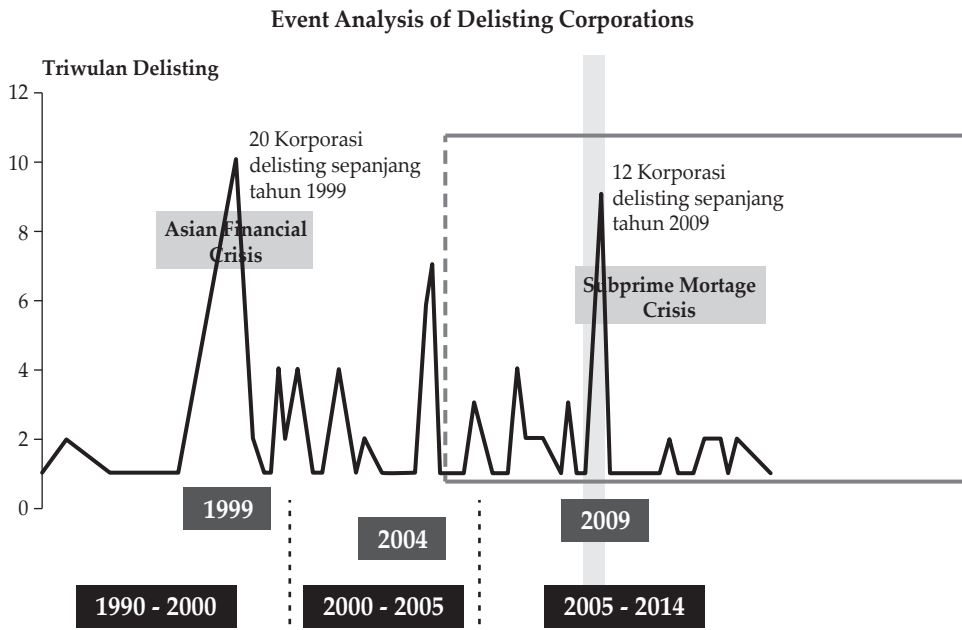 Event Analysis of Delisting Corporations
Triwulan Delisting
12
10
8
6
4
2
0
20 Korporasi
delisting sepanjang
tahun 1999
Asian Financial
Crisis
12 Korporasi
delisting sepanjang
tahun 2009
Subprime Mortage
Crisis
1999
2004
2009
1990 - 2000
2000 - 2005
2005 - 2014